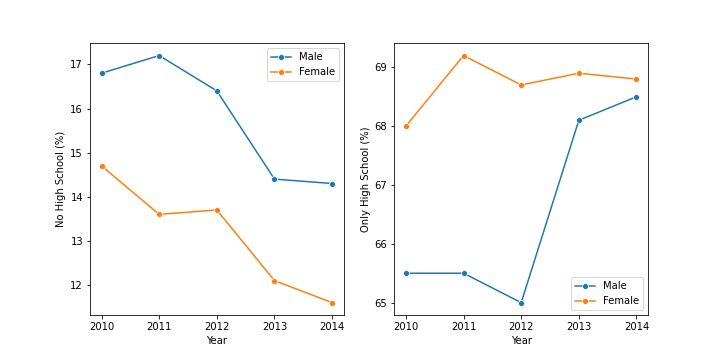 No High School (%)
17
16
15
14
13
12
Male
Female
2010 2011 2012 2013 2014
Year
Only High School (%)
69
68
67
66
65
Male
Female
2010 2011 2012 2013 2014
Year